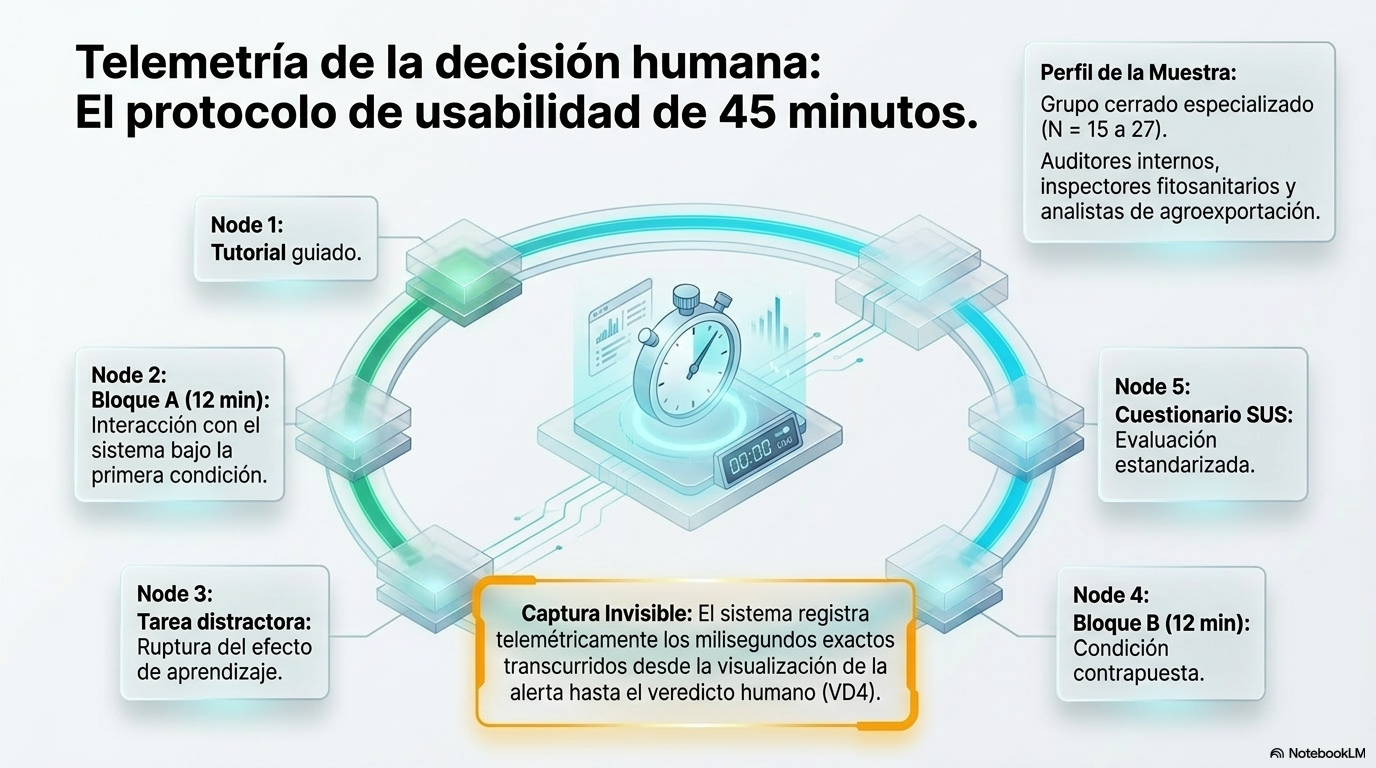 Telemetría de la decisión humana:
El protocolo de usabilidad de 45 minutos.
Perfil de la Muestra:
Grupo cerrado especializado
(N = 15 a 27).
Auditores internos,
inspectores fitosanitarios y
analistas de agroexportación.
Node 1:
Tutorial guiado.
Node 2:
Bloque A (12 min):
Interacción con el
sistema bajo la
primera condición.
Node 3:
Tarea distractora:
Ruptura del efecto
de aprendizaje.
00:00
Captura Invisible: El sistema registra
telemétricamente los milisegundos exactos
transcurridos desde la visualización de la
alerta hasta el veredicto humano (VD4).
Node 4:
Bloque B (12 min):
Condición
contrapuesta.
Node 5:
Cuestionario SUS:
Evaluación
estandarizada.
NotebookLM